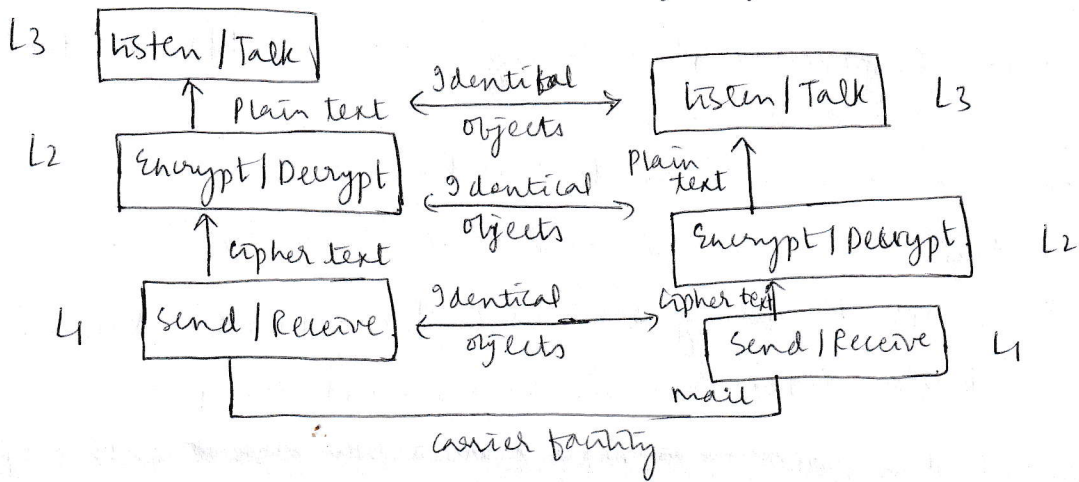 L3
Listen / Talk
Plain text
Identical
objects
Listen / Talk
L3
L2
Encrypt / Decrypt
Identical
objects
Plain
text
Encrypt / Decrypt
L2
Cipher text
Identical
objects
Cipher text
L1
Send / Receive
Send / Receive
L1
mail
carrier facility